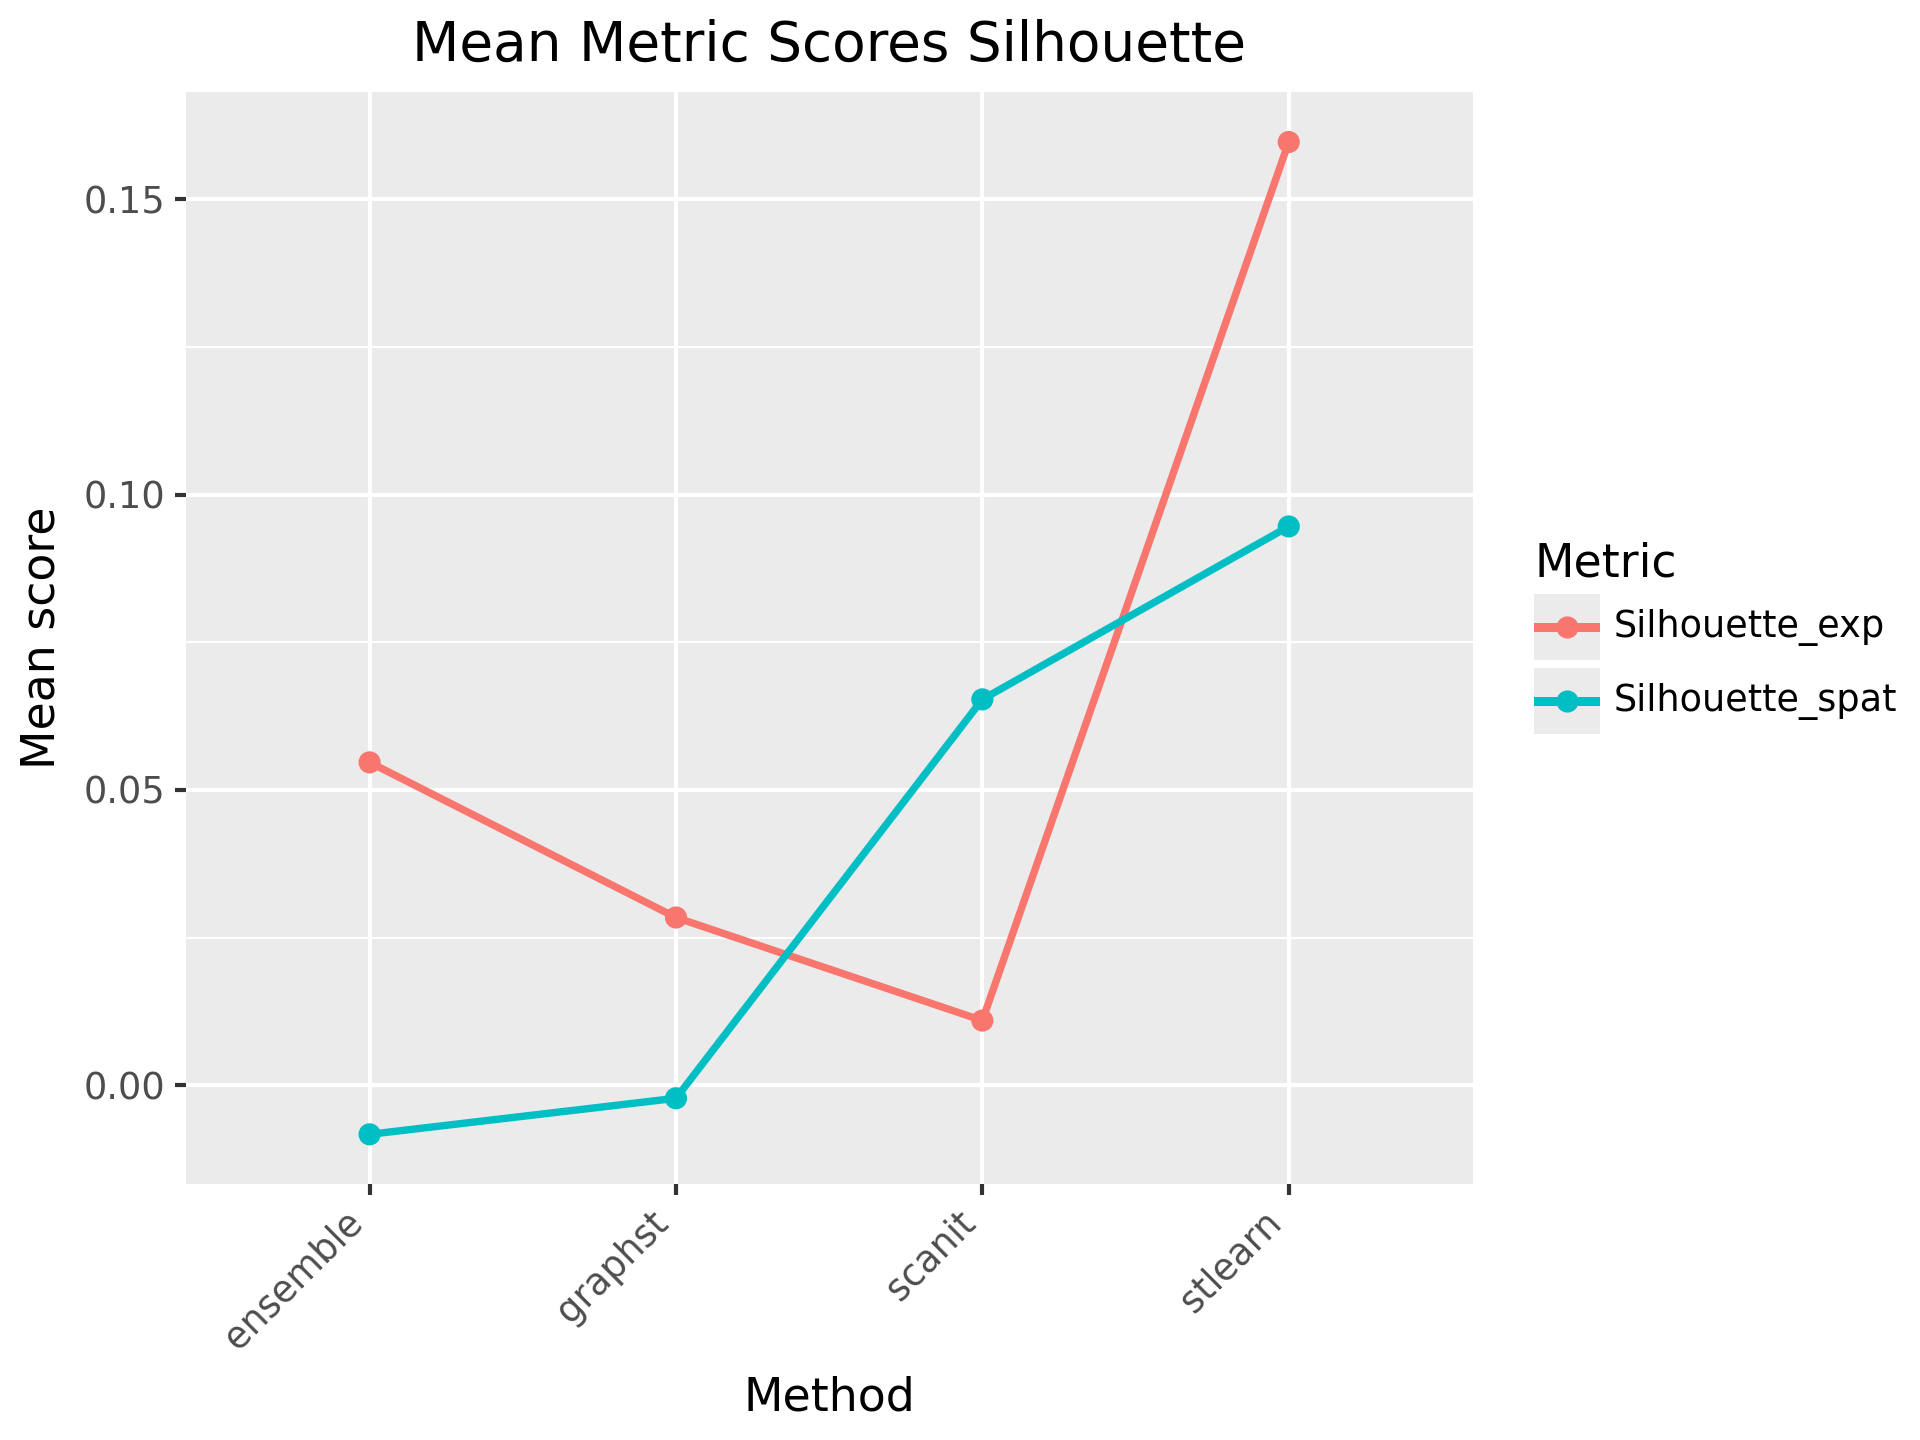 Mean Metric Scores Silhouette
0.15
0.10
0.05
0.00
Mean score
ensemble
graphst
scanit
stlearn
Method
Metric
Silhouette_exp
Silhouette_spat